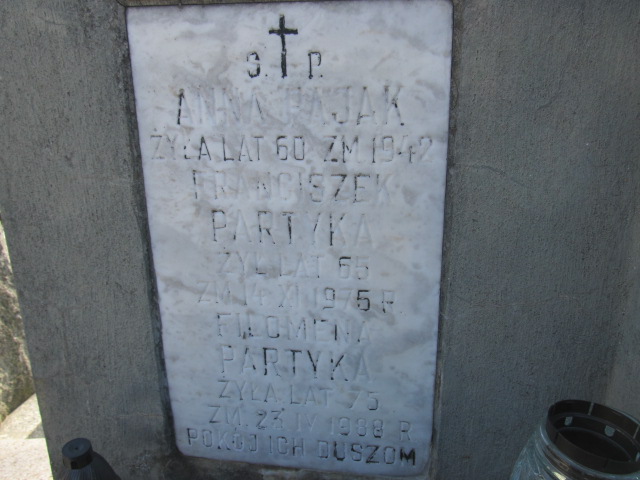 Ś. P.
ANNA PAJĄK
ŻYŁA LAT 60 ZM. 1942
FRANCISZEK
PARTYKA
ŻYŁ LAT 65
ZM. 14 XI 1975 R.
FILOMENA
PARTYKA
ŻYŁA LAT 75
ZM. 23 IV 1988 R
POKÓJ ICH DUSZOM